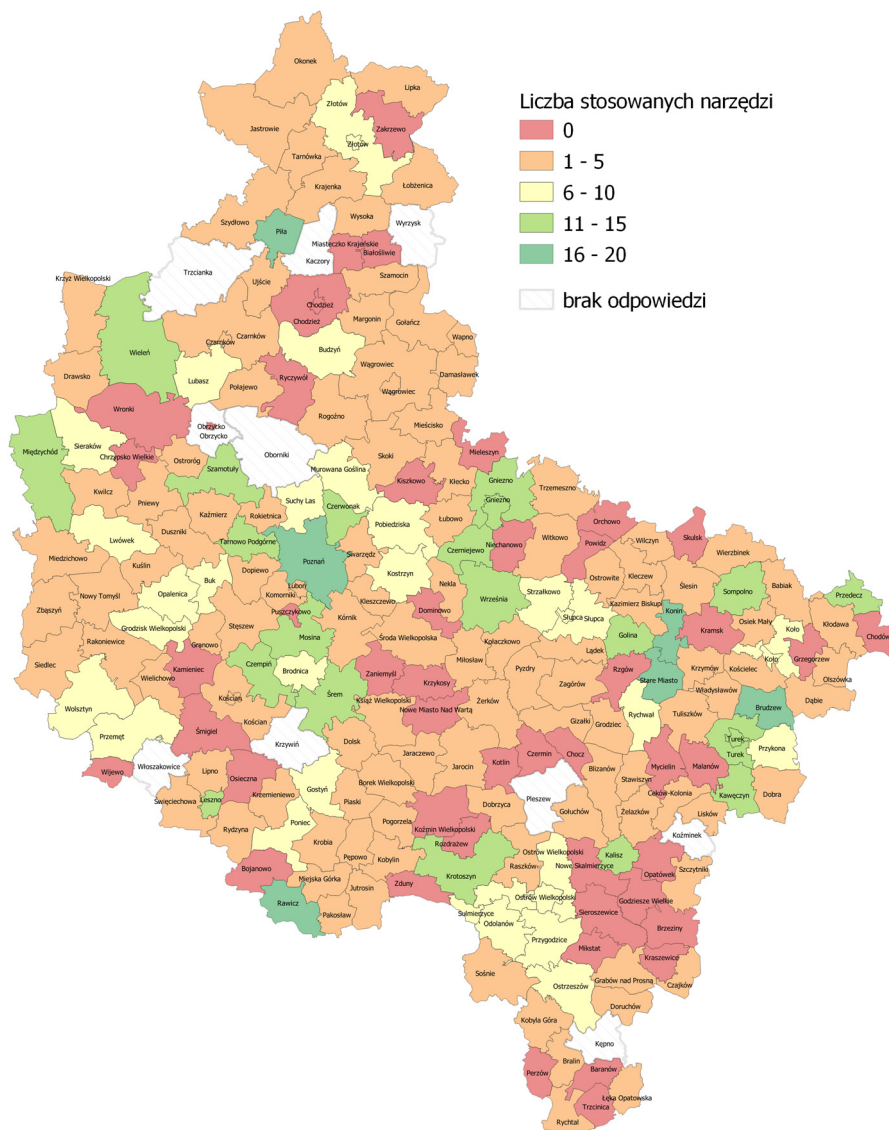 Okonek
Lipka
Liczba stosowanych narzędzi
Złotów
0
Jastrowie
Zakrzewo
Złotów
1 - 5
Tarnówka
6 - 10
Krajenka
Łobżenica
11 - 15
Szydłowo
Wysoka
Wyrzysk
Piła
16 - 20
Miasteczko Krajeńskie
Białośliwie
Kaczory
Trzcianka
Krzyż Wielkopolski
Ujście
Szamocin
brak odpowiedzi
Chodzież
Chodzież
Margonin
Gołańcz
Czarnków
Czarnków
Wapno
Wieleń
Budzyń
Drawsko
Lubasz
Połajewo
Ryczywół
Wągrowiec
Damasławek
Wągrowiec
Wronki
Rogoźno
Obrzycko
Obrzycko
Mieścisko
Międzychód
Sieraków
Oborniki
Chrzypsko Wielkie
Ostroróg
Murowana Goślina
Skoki
Mieleszyn
Szamotuły
Kiszkowo
Kłecko
Gniezno
Trzemeszno
Kwilcz
Pniewy
Suchy Las
Gniezno
Kaźmierz
Rokietnica
Czerwonak
Łubowo
Orchowo
Duszniki
Pobiedziska
Skulsk
Lwówek
Tarnowo Podgórne
Poznań
Swarzędz
Czerniejewo
Niechanowo
Witkowo
Powidz
Wilczyn
Wierzbinek
Miedzichowo
Kuślin
Dopiewo
Buk
Kostrzyn
Nekla
Ostrowite
Kleczew
Ślesin
Babiak
Nowy Tomyśl
Opalenica
Luboń
Komorniki
Kleszczewo
Września
Strzałkowo
Kazimierz Biskupi
Sompolno
Przedecz
Zbąszyń
Puszczykowo
Dominowo
Słupca
Słupca
Konin
Grodzisk Wielkopolski
Stęszew
Kórnik
Osiek Mały
Koło
Kłodawa
Rakoniewice
Mosina
Środa Wielkopolska
Kołaczkowo
Golina
Kramsk
Chodów
Granowo
Lądek
Grzegorzew
Siedlec
Kamieniec
Czempiń
Brodnica
Miłosław
Pyzdry
Krzymów
Kościelec
Koło
Wielichowo
Zaniemyśl
Krzykosy
Zagórów
Rzgów
Stare Miasto
Olszówka
Kościan
Śrem
Książ Wielkopolski
Żerków
Władysławów
Dąbie
Wolsztyn
Nowe Miasto Nad Wartą
Rychwał
Tuliszków
Brudzew
Przemęt
Śmigiel
Kościan
Gizałki
Grodziec
Turek
Krzywiń
Dolsk
Jaraczewo
Turek
Przykona
Włoszakowice
Jarocin
Kotlin
Czermin
Chocz
Blizanów
Mycielin
Malanów
Wijewo
Lipno
Osieczna
Stawiszyn
Święciechowa
Leszno
Krzemieniewo
Gostyń
Borek Wielkopolski
Pleszew
Ceków-Kolonia
Kawęczyn
Dobra
Piaski
Dobrzyca
Gołuchów
Żelazków
Lisków
Rydzyna
Poniec
Krobia
Pogorzela
Koźmin Wielkopolski
Rozdrażew
Ostrów Wielkopolski
Koźminek
Pępowo
Kobylin
Raszków
Nowe Skalmierzyce
Kalisz
Bojanowo
Miejska Górka
Jutrosin
Zduny
Krotoszyn
Opatówek
Szczytniki
Rawicz
Pakosław
Ostrów Wielkopolski
Godziesze Wielkie
Sulmierzyce
Sieroszewice
Odolanów
Brzeziny
Przygodzice
Mikstat
Kraszewice
Sośnie
Ostrzeszów
Grabów nad Prosną
Czajków
Doruchów
Kobyla Góra
Kępno
Bralin
Perzów
Baranów
Łęka Opatowska
Trzcinica
Rychtal